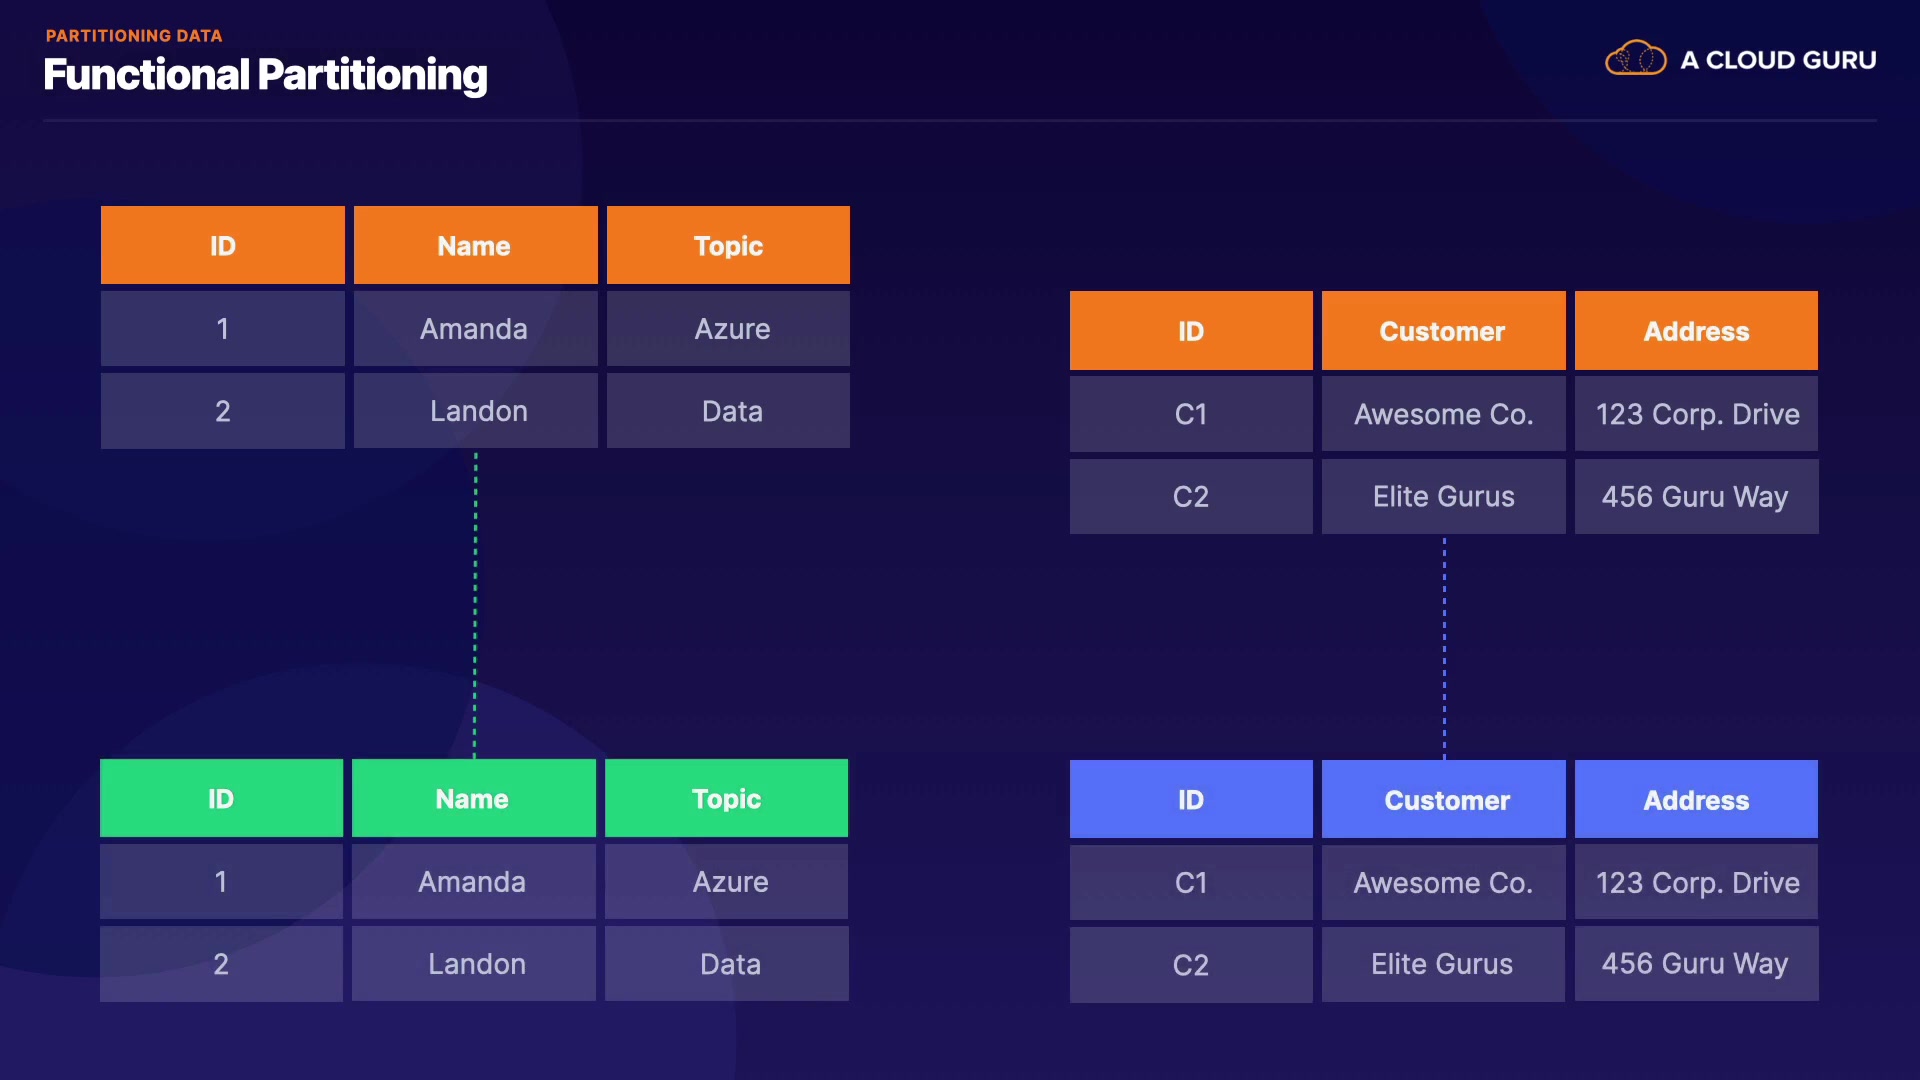 PARTITIONING DATA
Functional Partitioning
A CLOUD GURU
ID Name Topic
1 Amanda Azure
2 Landon Data
ID Customer Address
C1 Awesome Co. 123 Corp. Drive
C2 Elite Gurus 456 Guru Way
ID Name Topic
1 Amanda Azure
2 Landon Data
ID Customer Address
C1 Awesome Co. 123 Corp. Drive
C2 Elite Gurus 456 Guru Way